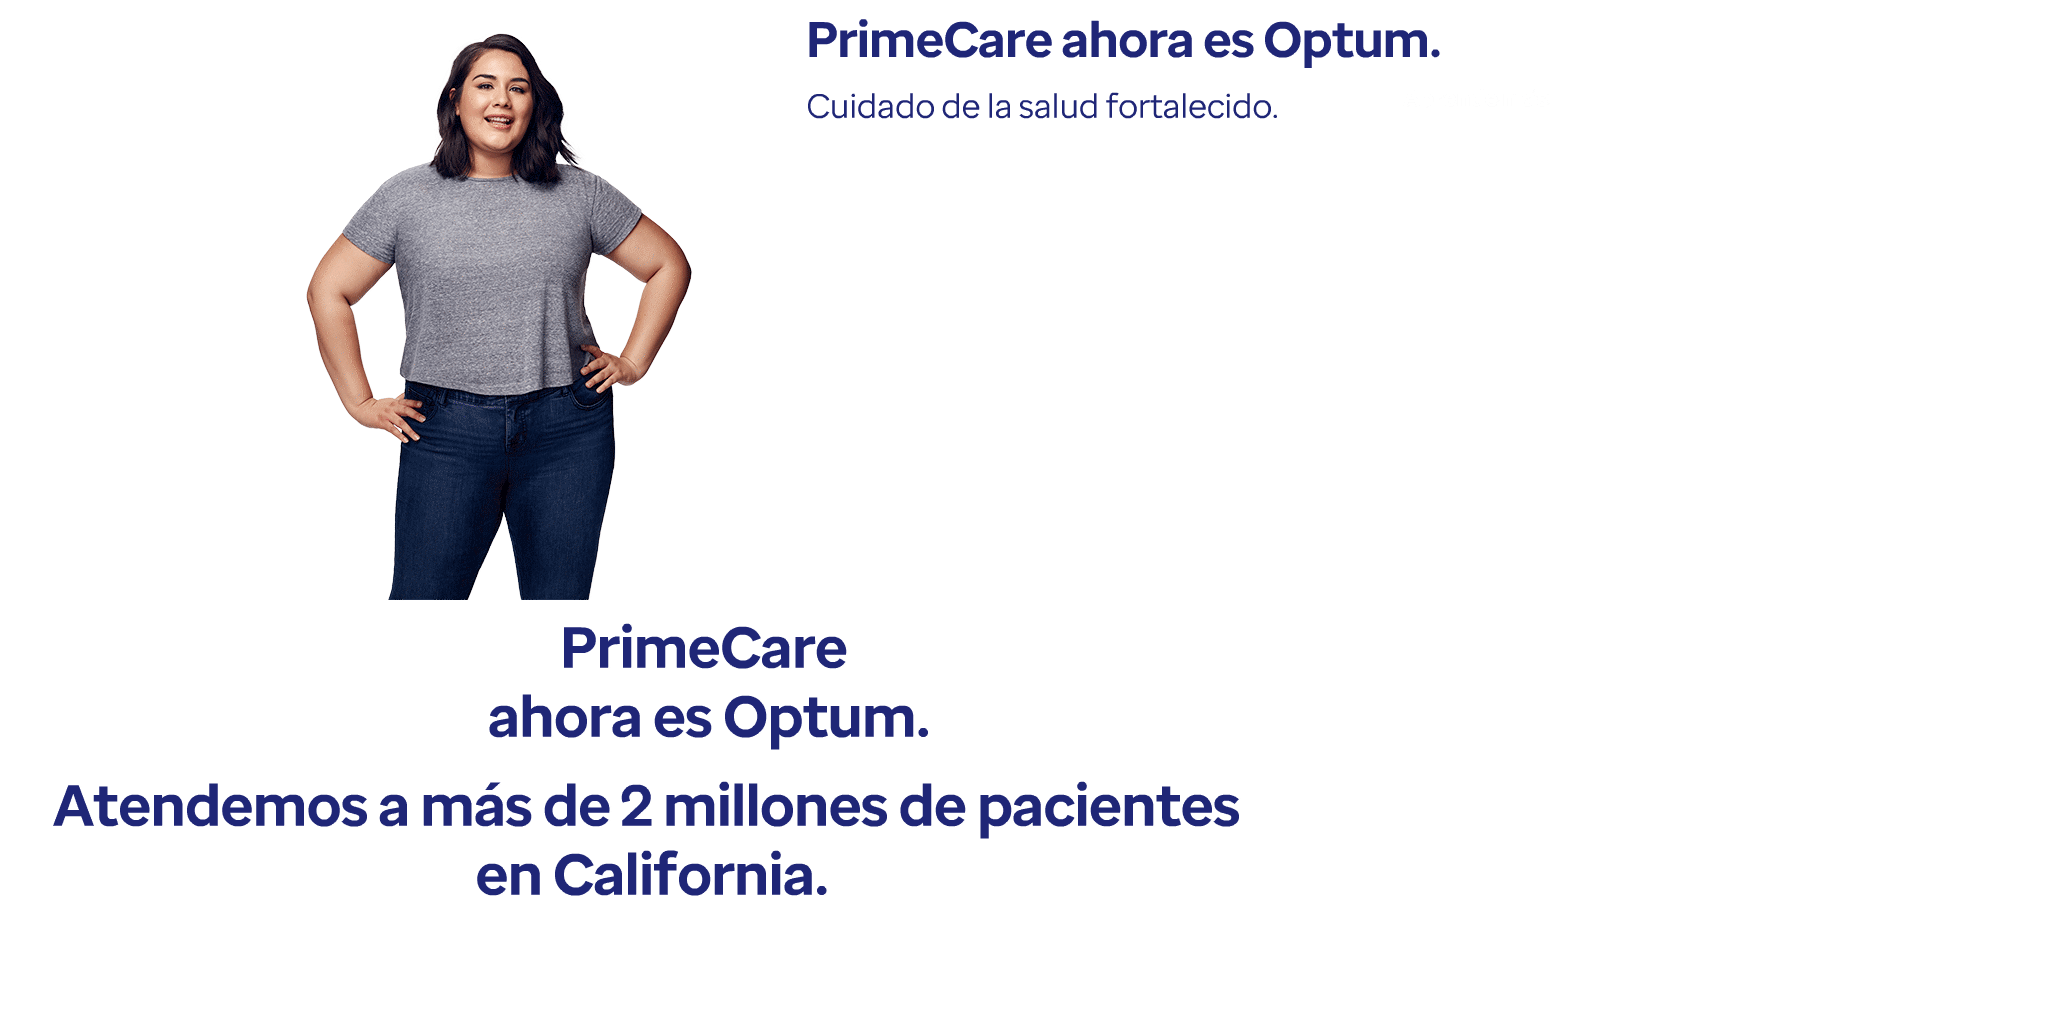 PrimeCare ahora es Optum.
Cuidado de la salud fortalecido.
PrimeCare
ahora es Optum.
Atendemos a más de 2 millones de pacientes
en California.